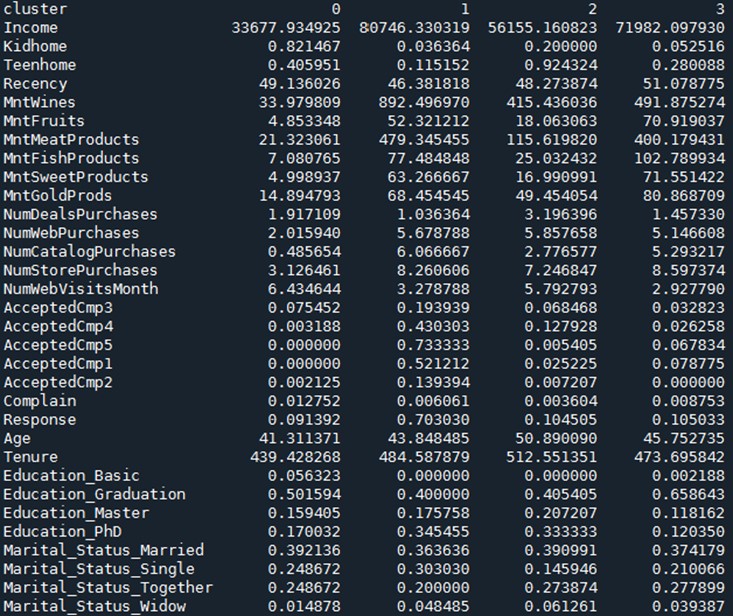 cluster 0 1 2 3
Income 33677.934925 80746.330319 56155.160823 71982.097930
Kidhome 0.821467 0.036364 0.200000 0.052516
Teenhome 0.405951 0.115152 0.924324 0.280088
Recency 49.136026 46.381818 48.273874 51.078775
MntWines 33.979809 892.496970 415.436036 491.875274
MntFruits 4.853348 52.321212 18.063063 70.919037
MntMeatProducts 21.323061 479.345455 115.619820 400.179431
MntFishProducts 7.080765 77.484848 25.032432 102.789934
MntSweetProducts 4.998937 63.266667 16.990991 71.551422
MntGoldProds 14.894793 68.454545 49.454054 80.868709
NumDealsPurchases 1.917109 1.036364 3.196396 1.457330
NumWebPurchases 2.015940 5.678788 5.857658 5.146608
NumCatalogPurchases 0.485654 6.066667 2.776577 5.293217
NumStorePurchases 3.126461 8.260606 7.246847 8.597374
NumWebVisitsMonth 6.434644 3.278788 5.792793 2.927790
AcceptedCmp3 0.075452 0.193939 0.068468 0.032823
AcceptedCmp4 0.003188 0.430303 0.127928 0.026258
AcceptedCmp5 0.000000 0.733333 0.005405 0.067834
AcceptedCmp1 0.000000 0.521212 0.025225 0.078775
AcceptedCmp2 0.002125 0.139394 0.007207 0.000000
Complain 0.012752 0.006061 0.003604 0.008753
Response 0.091392 0.703030 0.104505 0.105033
Age 41.311371 43.848485 50.890090 45.752735
Tenure 439.428268 484.587879 512.551351 473.695842
Education_Basic 0.056323 0.000000 0.000000 0.002188
Education_Graduation 0.501594 0.400000 0.405405 0.658643
Education_Master 0.159405 0.175758 0.207207 0.118162
Education_PhD 0.170032 0.345455 0.333333 0.120350
Marital_Status_Married 0.392136 0.363636 0.390991 0.374179
Marital_Status_Single 0.248672 0.303030 0.145946 0.210066
Marital_Status_Together 0.248672 0.200000 0.273874 0.277899
Marital_Status_Widow 0.014878 0.048485 0.061261 0.039387